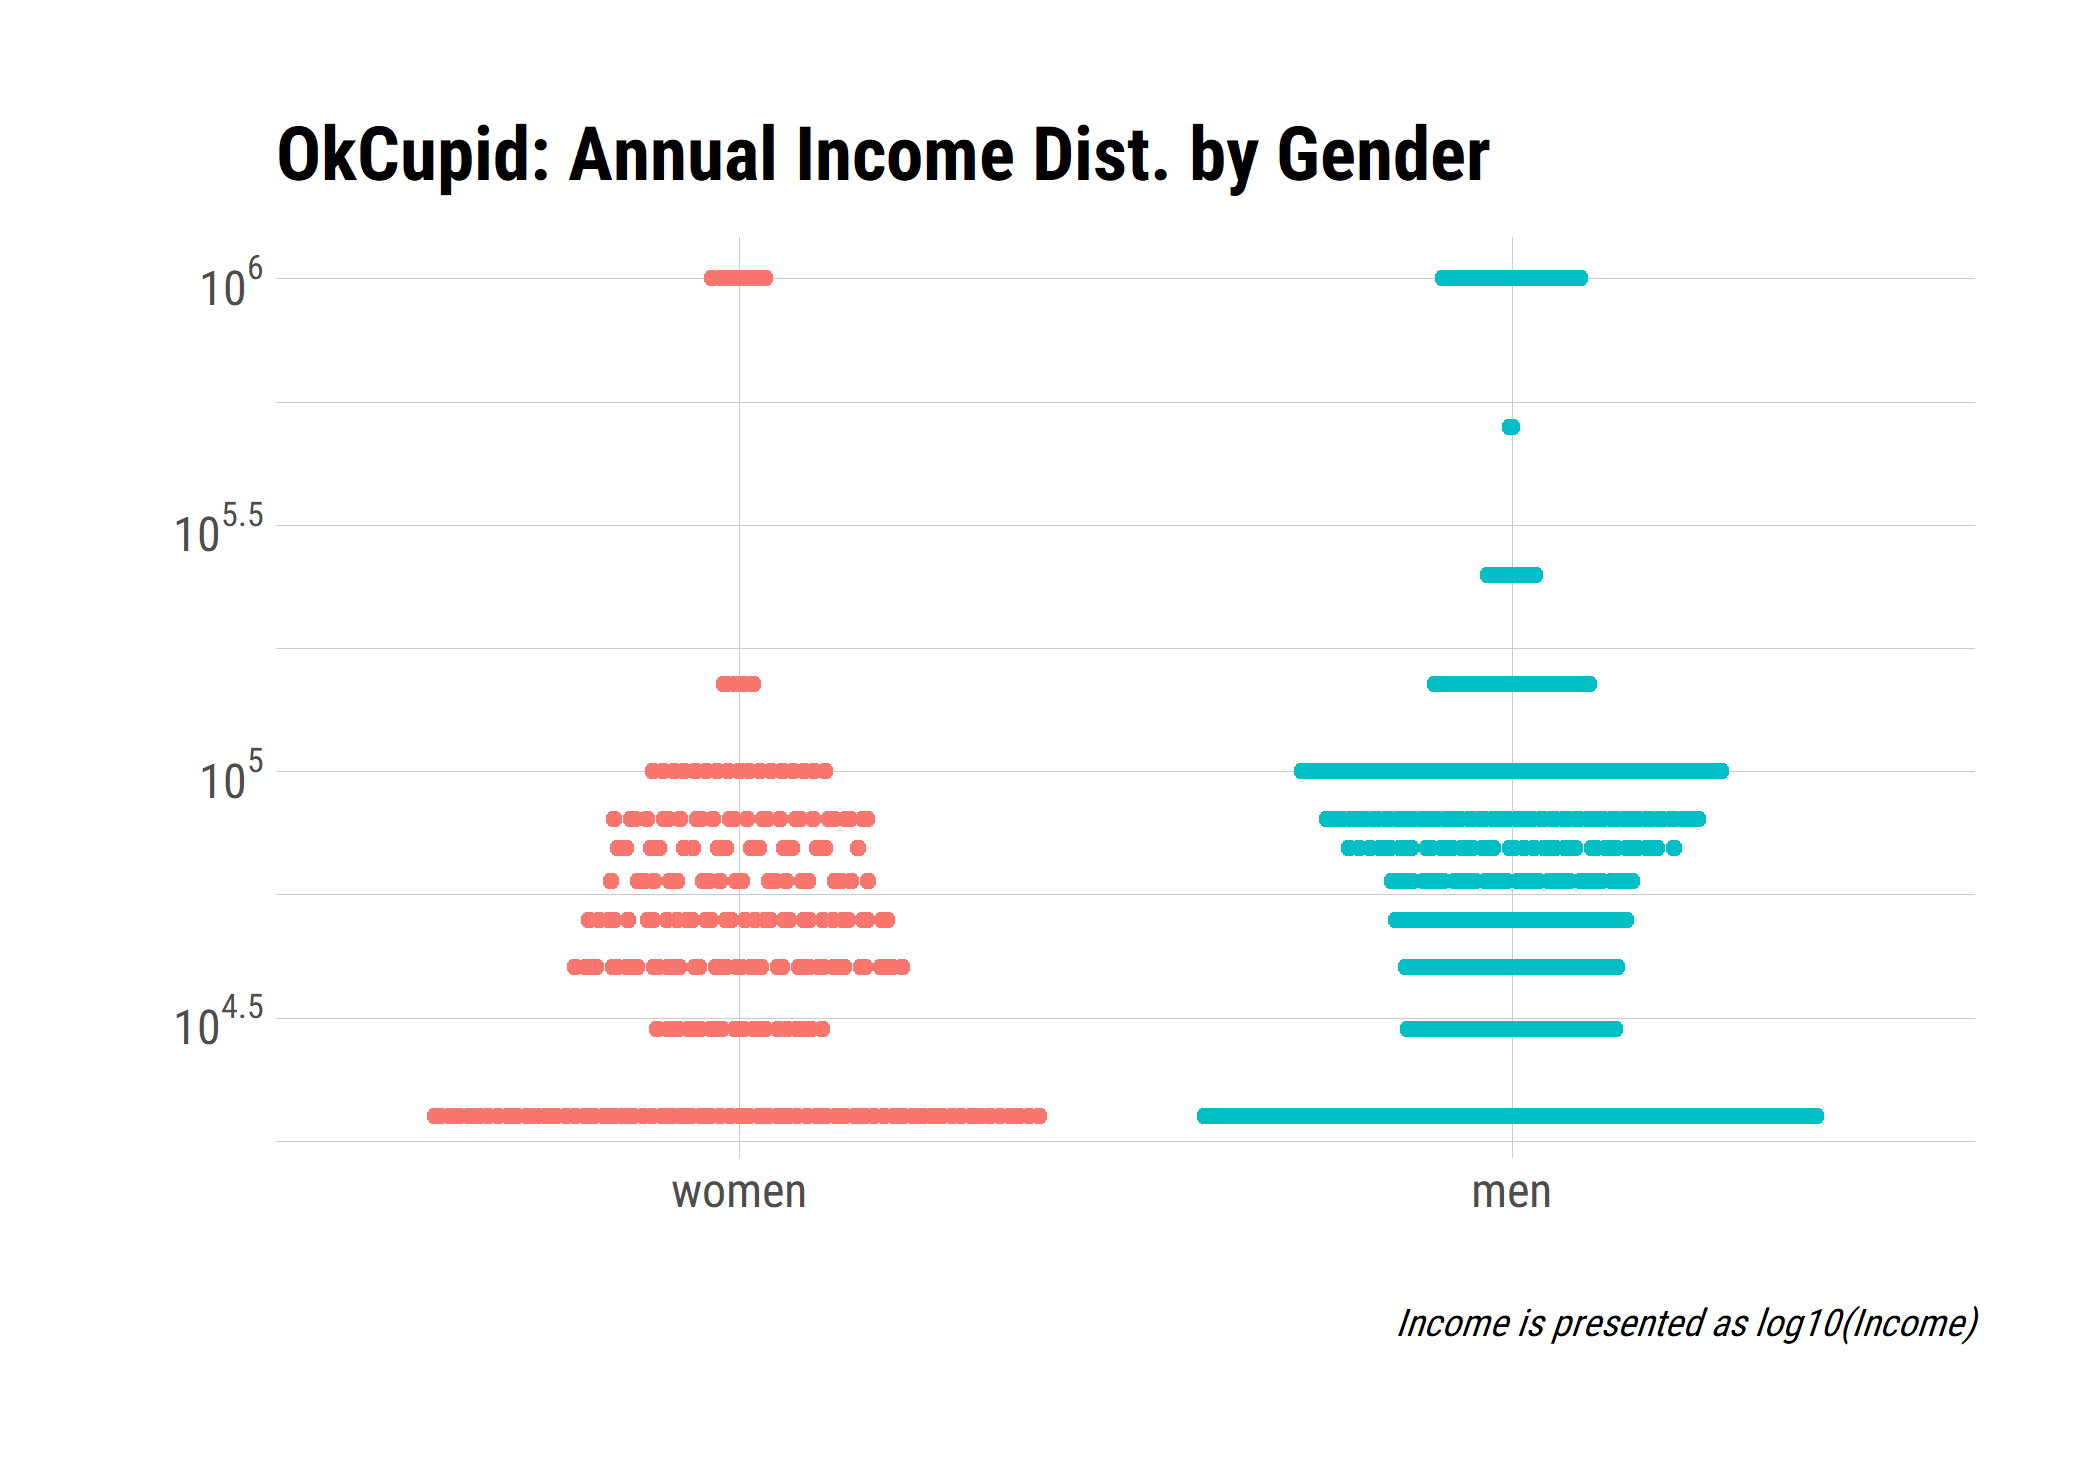 OkCupid: Annual Income Dist. by Gender
10^6
10^5.5
10^5
10^4.5
women men
Income is presented as log10(Income)